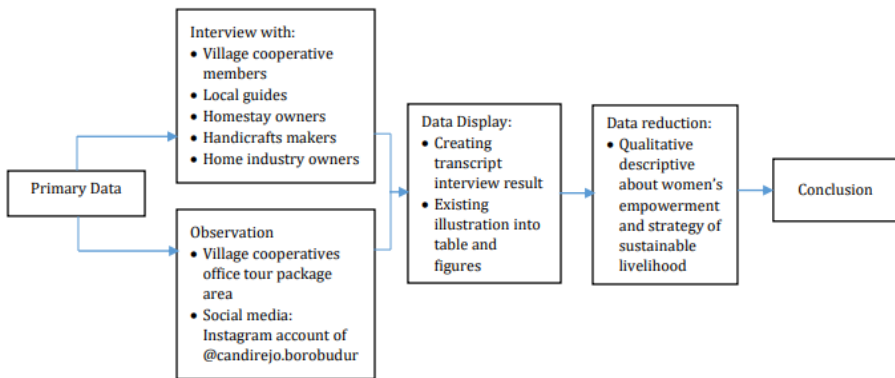 Primary Data
Interview with:
• Village cooperative
members
• Local guides
• Homestay owners
• Handicrafts makers
• Home industry owners
Observation
• Village cooperatives
office tour package
area
• Social media:
Instagram account of
@candirejo.borobudur
Data Display:
• Creating
transcript
interview result
• Existing
illustration into
table and
figures
Data reduction:
• Qualitative
descriptive
about women's
empowerment
and strategy of
sustainable
livelihood
Conclusion